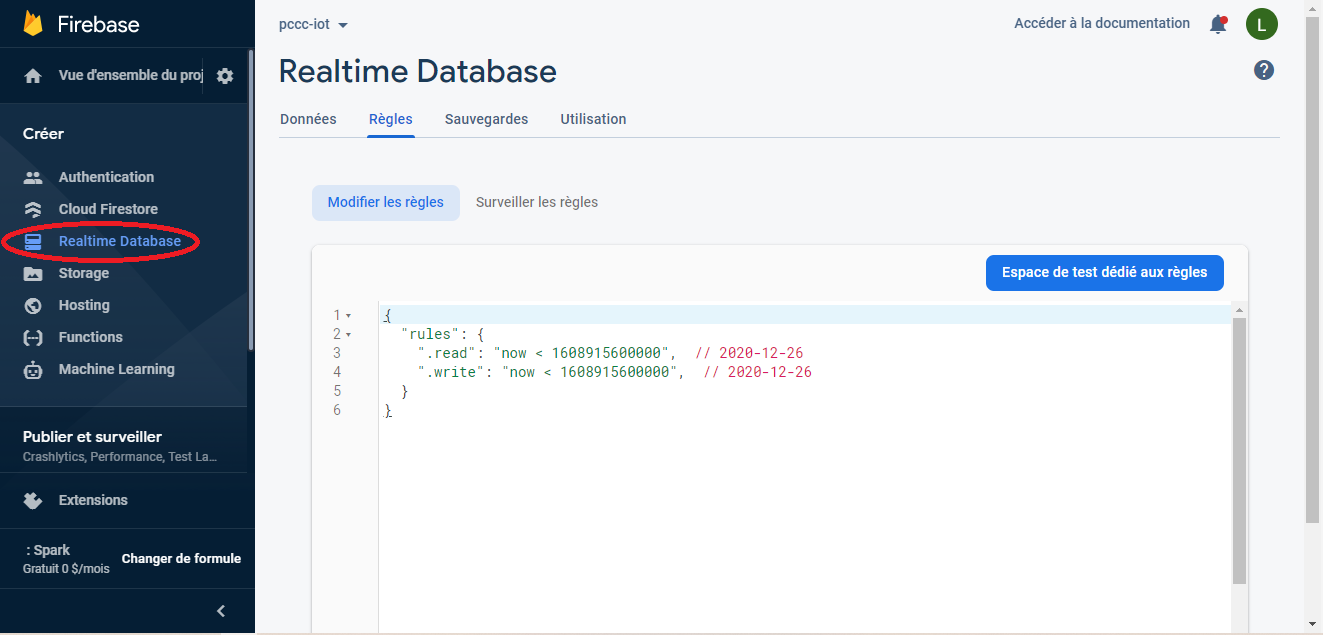 Firebase
Vue d'ensemble du proj
Créer
Authentication
Cloud Firestore
Realtime Database
Storage
Hosting
Functions
Machine Learning
Publier et surveiller
Crashlytics, Performance, Test La...
Extensions
: Spark
Gratuit 0 $/mois
Changer de formule
pccc-iot
Accéder à la documentation
L
Realtime Database
?
Données Règles Sauvegardes Utilisation
Modifier les règles Surveiller les règles
Espace de test dédié aux règles
1 {
2 "rules": {
3 ".read": "now < 1608915600000", // 2020-12-26
4 ".write": "now < 1608915600000", // 2020-12-26
5 }
6 }